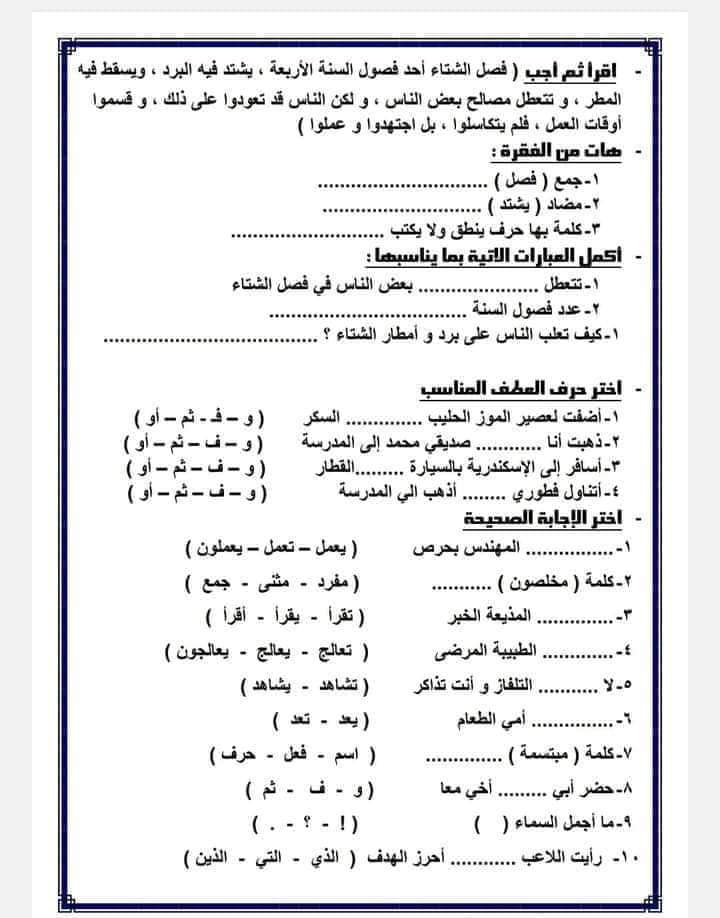 - اقرأ ثم أجب ( فصل الشتاء أحد فصول السنة الأربعة ، يشتد فيه البرد ، ويسقط فيه
المطر ، و تتعطل مصالح بعض الناس ، و لكن الناس قد تعودوا على ذلك ، و قسموا
أوقات العمل ، فلم يتكاسلوا ، بل اجتهدوا و عملوا )
- هات من الفقرة :
١- جمع ( فصل ) ................................
٢- مضاد ( يشتد ) ..............................
٣- كلمة بها حرف ينطق ولا يكتب .............................
- أكمل العبارات الاتية بما يناسبها :
١- تتعطل ...................... بعض الناس في فصل الشتاء
٢- عدد فصول السنة .....................................
١- كيف تعلب الناس على برد و أمطار الشتاء ؟ ........................................
- اختر حرف العطف المناسب
١- أضفت لعصير الموز الحليب .............. السكر ( و – فـ - ثم – أو )
٢- ذهبت أنا ............ صديقي محمد إلى المدرسة ( و – ف – ثم – أو )
٣- أسافر إلى الإسكندرية بالسيارة .........القطار ( و – ف – ثم – أو )
٤- أتناول فطوري ........ أذهب الي المدرسة ( و – ف – ثم – أو )
- اختر الإجابة الصحيحة
١- ................ المهندس بحرص ( يعمل – تعمل – يعملون )
٢- كلمة ( مخلصون ) ........... ( مفرد - مثنى - جمع )
٣- .............. المذيعة الخبر ( تقرأ - يقرأ - أقرأ )
٤- ............. الطبيبة المرضى ( تعالج - يعالج - يعالجون )
٥- لا ........... التلفاز و أنت تذاكر ( تشاهد - يشاهد )
٦- ............... أمي الطعام ( يعد - تعد )
٧- كلمة ( مبتسمة ) .............. ( اسم - فعل - حرف )
٨- حضر أبي ......... أخي معا ( و - ف - ثم )
٩- ما أجمل السماء ( ) ( ! - ؟ - . )
١٠- رأيت اللاعب ............ أحرز الهدف ( الذي - التي - الذين )